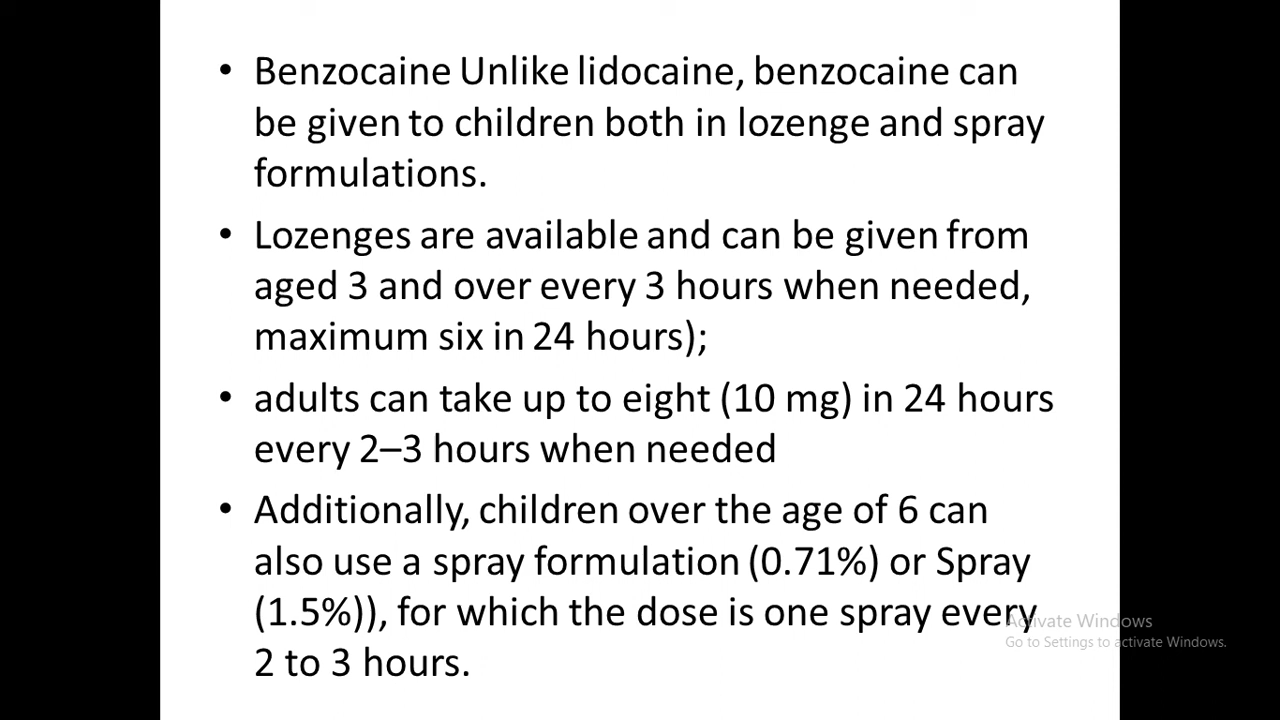 • Benzocaine Unlike lidocaine, benzocaine can
be given to children both in lozenge and spray
formulations.
• Lozenges are available and can be given from
aged 3 and over every 3 hours when needed,
maximum six in 24 hours);
• adults can take up to eight (10 mg) in 24 hours
every 2–3 hours when needed
• Additionally, children over the age of 6 can
also use a spray formulation (0.71%) or Spray
(1.5%)), for which the dose is one spray every
2 to 3 hours.
Activate Windows
Go to Settings to activate Windows.